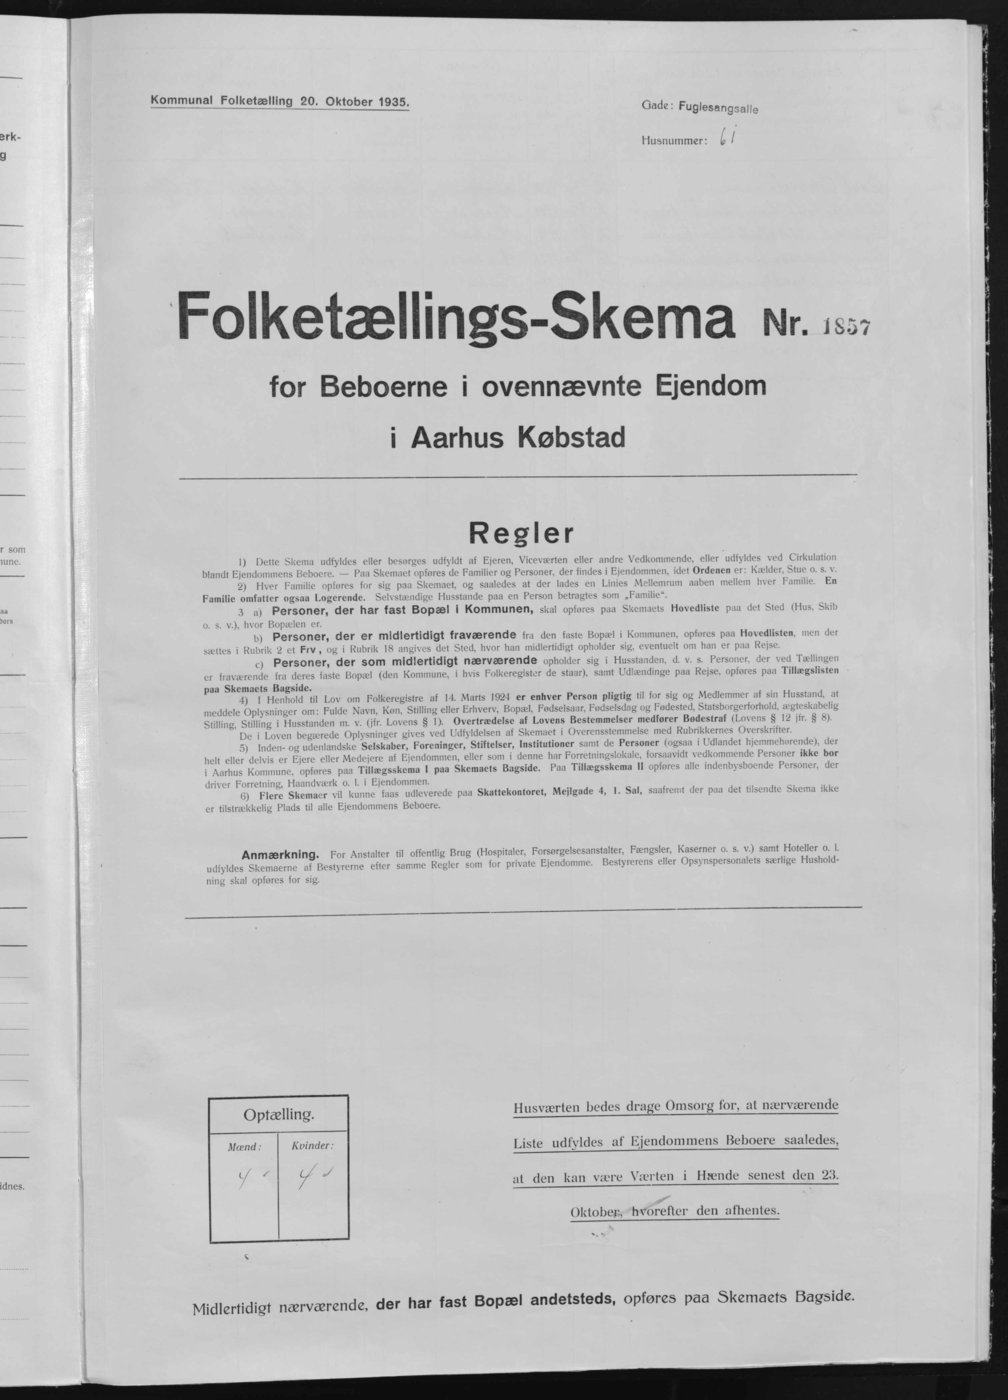 Kommunal Folketælling 20. Oktober 1935.
Gade: Fuglesangsalle
Husnummer: 61
Folketællings-Skema Nr. 1857
for Beboerne i ovennævnte Ejendom
i Aarhus Købstad
Regler
1) Dette Skema udfyldes eller besørges udfyldt af Ejeren, Viceværten eller andre Vedkommende, eller udfyldes ved Cirkulation
blandt Ejendommens Beboere. — Paa Skemaet opføres de Familier og Personer, der findes i Ejendommen, idet Ordenen er: Kælder, Stue o. s. v.
2) Hver Familie opføres for sig paa Skemaet, og saaledes at der lades en Linies Mellemrum aaben mellem hver Familie. En
Familie omfatter ogsaa Logerende. Selvstændige Husstande paa en Person betragtes som „Familie“.
3 a) Personer, der har fast Bopæl i Kommunen, skal opføres paa Skemaets Hovedliste paa det Sted (Hus, Skib
o. s. v.), hvor Bopælen er.
b) Personer, der er midlertidigt fraværende fra den faste Bopæl i Kommunen, opføres paa Hovedlisten, men der
sættes i Rubrik 2 et Frv, og i Rubrik 18 angives det Sted, hvor han midlertidigt opholder sig, eventuelt om han er paa Rejse.
c) Personer, der som midlertidigt nærværende opholder sig i Husstanden, d. v. s. Personer, der ved Tællingen
er fraværende fra deres faste Bopæl (den Kommune, i hvis Folkeregister de staar), samt Udlændinge paa Rejse, opføres paa Tillægslisten
paa Skemaets Bagside.
4) I Henhold til Lov om Folkeregistre af 14. Marts 1924 er enhver Person pligtig til for sig og Medlemmer af sin Husstand, at
meddele Oplysninger om: Fulde Navn, Køn, Stilling eller Erhverv, Bopæl, Fødselsaar, Fødselsdag og Fødested, Statsborgerforhold, ægteskabelig
Stilling, Stilling i Husstanden m. v. (jfr. Lovens § 1). Overtrædelse af Lovens Bestemmelser medfører Bødestraf (Lovens § 12 jfr. § 8).
De i Loven begærede Oplysninger gives ved Udfyldelsen af Skemaet i Overensstemmelse med Rubrikkernes Overskrifter.
5) Inden- og udenlandske Selskaber, Foreninger, Stiftelser, Institutioner samt de Personer (ogsaa i Udlandet hjemmehørende), der
helt eller delvis er Ejere eller Medejere af Ejendommen, eller som i denne har Forretningslokale, forsaavidt vedkommende Personer ikke bor
i Aarhus Kommune, opføres paa Tillægsskema I paa Skemaets Bagside. Paa Tillægsskema II opføres alle indenbysboende Personer, der
driver Forretning, Haandværk o. l. i Ejendommen.
6) Flere Skemaer vil kunne faas udleverede paa Skattekontoret, Mejlgade 4, 1. Sal, saafremt der paa det tilsendte Skema ikke
er tilstrækkelig Plads til alle Ejendommens Beboere.
Anmærkning. For Anstalter til offentlig Brug (Hospitaler, Forsørgelsesanstalter, Fængsler, Kaserner o. s. v.) samt Hoteller o. l.
udfyldes Skemaerne af Bestyrerne efter samme Regler som for private Ejendomme. Bestyrerens eller Opsynspersonalets særlige Hushold-
ning skal opføres for sig.
Optælling.
Mænd: Kvinder:
4 4
Husværten bedes drage Omsorg for, at nærværende
Liste udfyldes af Ejendommens Beboere saaledes,
at den kan være Værten i Hænde senest den 23.
Oktober, hvorefter den afhentes.
Midlertidigt nærværende, der har fast Bopæl andetsteds, opføres paa Skemaets Bagside.